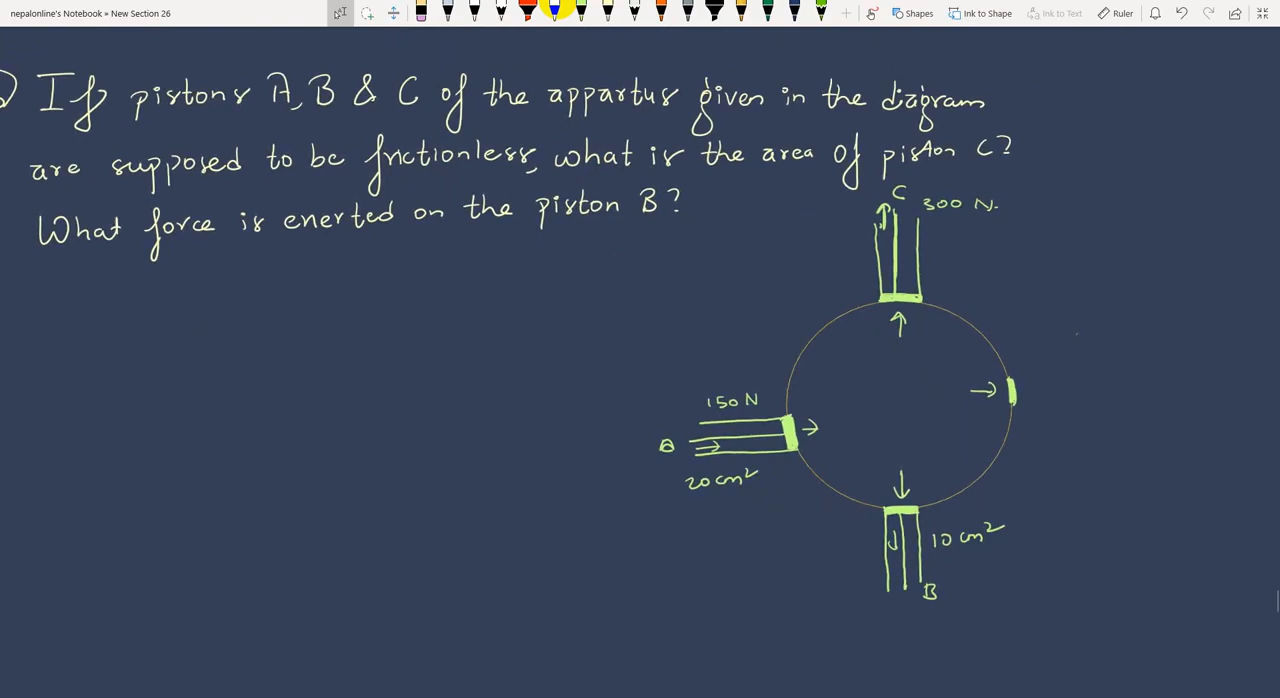 nepalonline's Notebook » New Section 26
Shapes Ink to Shape Ink to Text Ruler
If pistons A, B & C of the appartus given in the diagram
are supposed to be frictionless, what is the area of piston C?
What force is enerted on the piston B?
C
300 N.
150 N
20 cm²
10 cm²
B